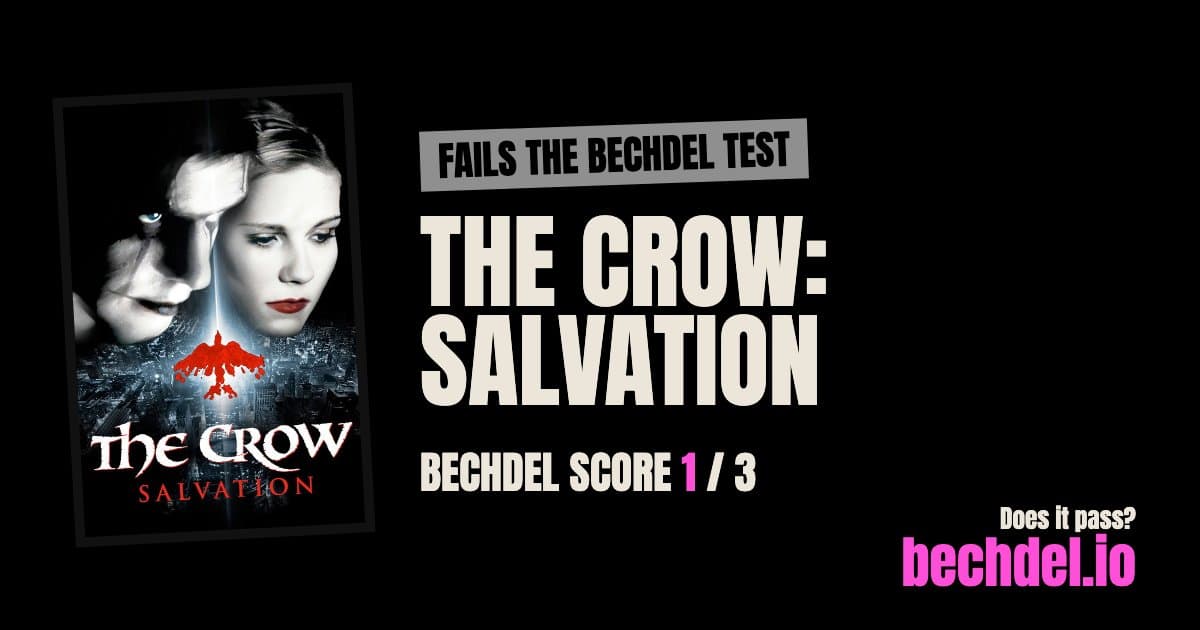 FAILS THE BECHDEL TEST
THE CROW:
SALVATION
BECHDEL SCORE 1 / 3
THE CROW
SALVATION
Does it pass?
bechdel.io